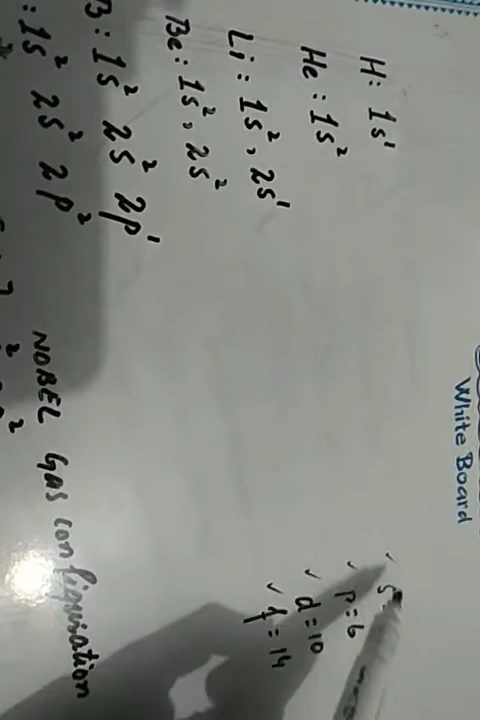 White Board
H: 1s¹
He: 1s²
Li: 1s², 2s¹
Be: 1s², 2s²
B: 1s² 2s² 2p¹
: 1s² 2s² 2p²
p=6
d=10
f=14
NOBEL Gas configuration